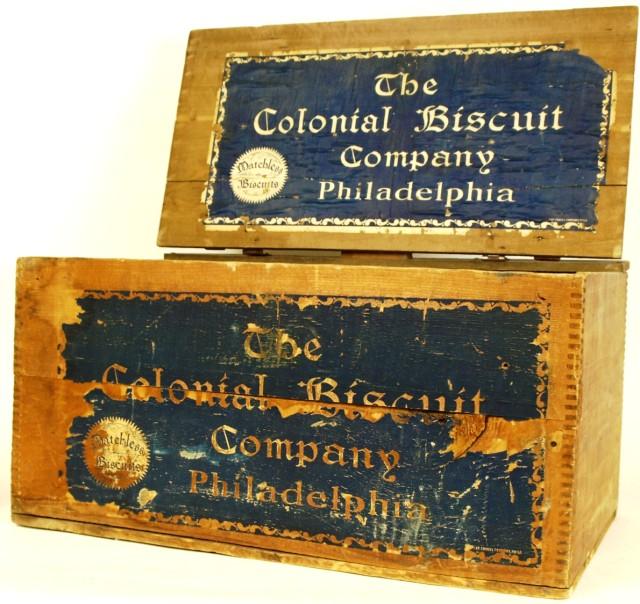 The
Colonial Biscuit
Company
Philadelphia
Matchless
Biscuits
The
Colonial Biscuit
Company
Philadelphia
Matchless
Biscuits